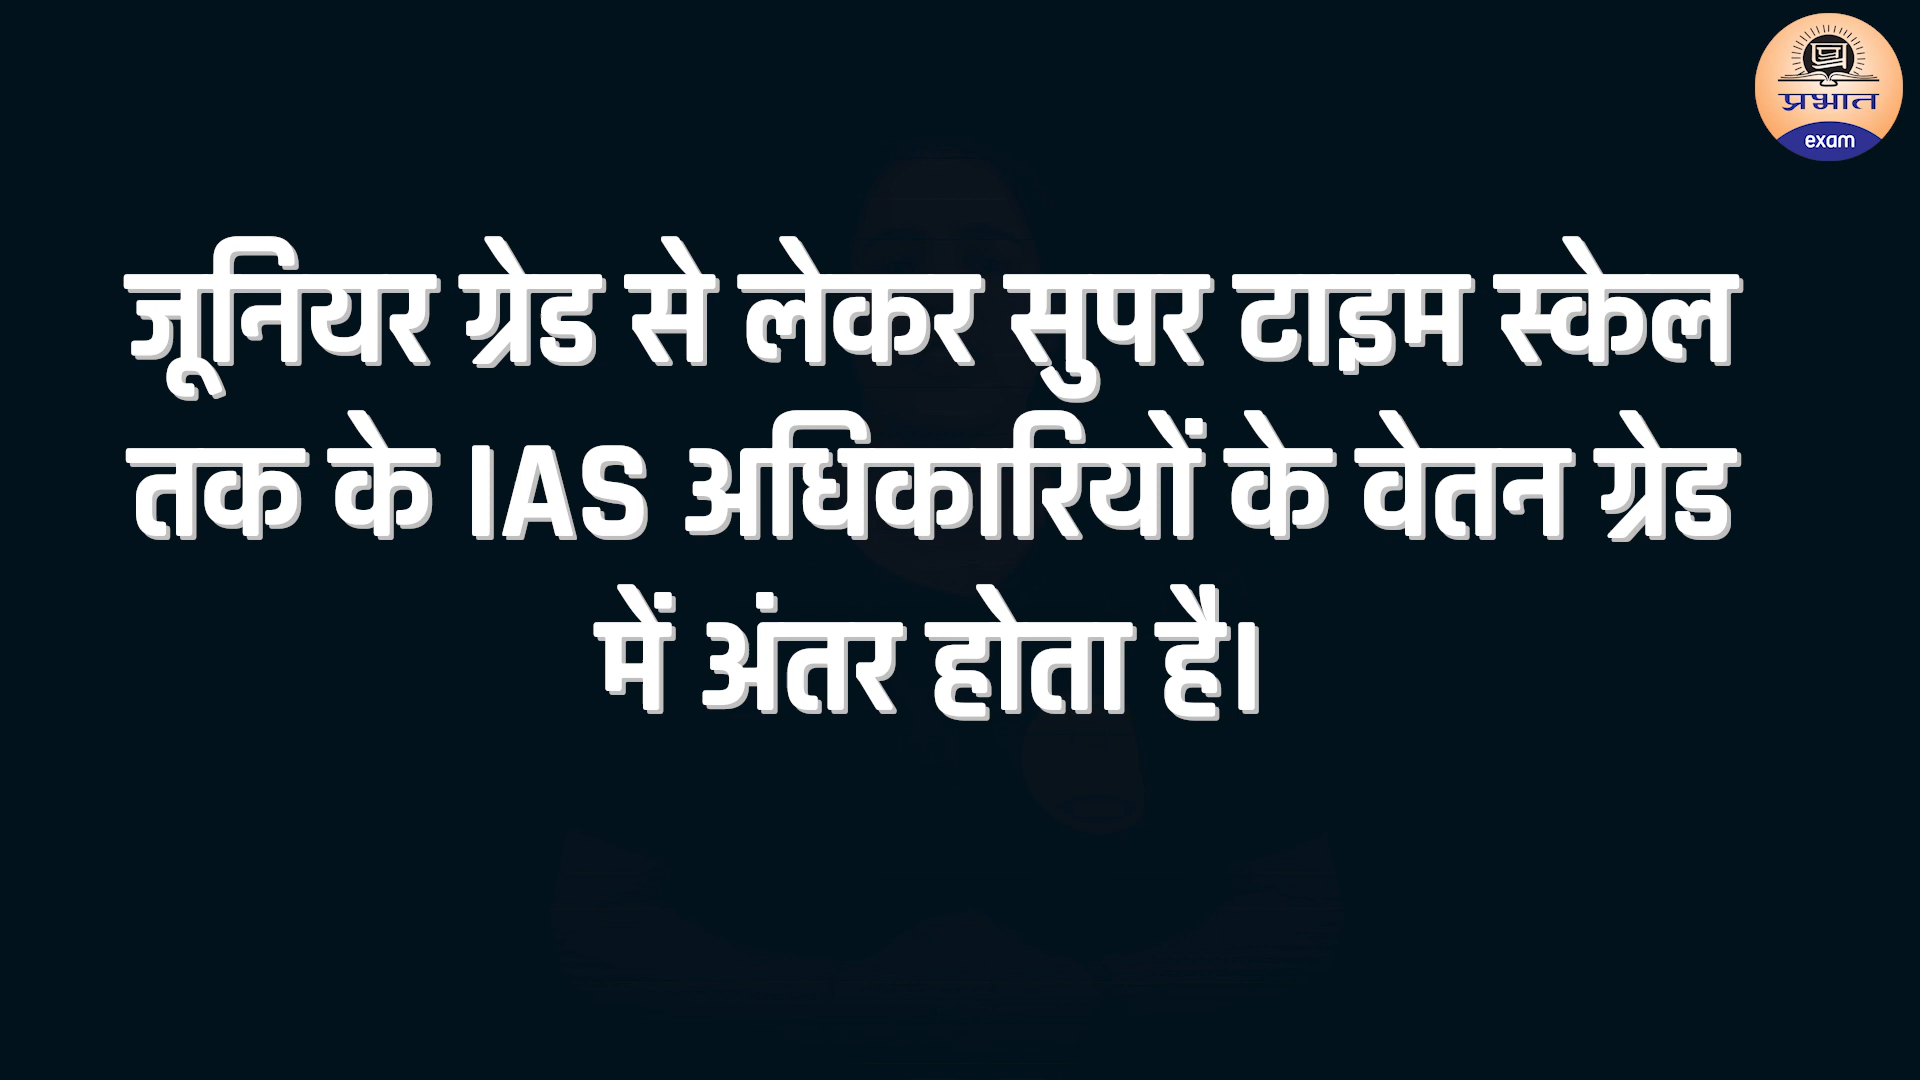 प्रभात
exam
जूनियर ग्रेड से लेकर सुपर टाइम स्केल
तक के IAS अधिकारियों के वेतन ग्रेड
में अंतर होता है।